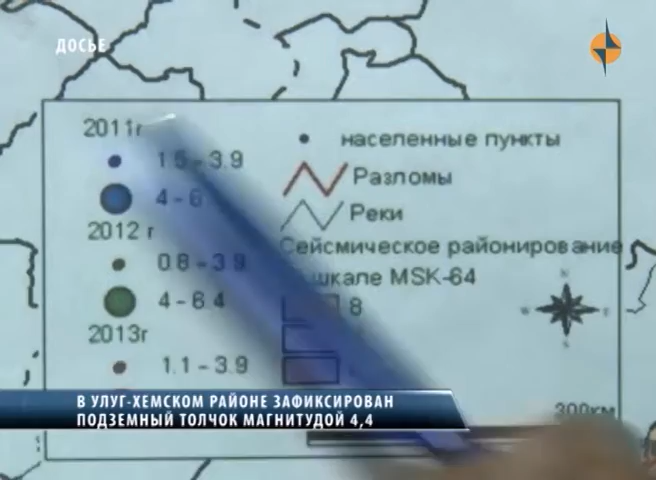 ДОСЬЕ
2011г
1.5 - 3.9
4 - 6
2012 г
0.8 - 3.9
4 - 6.4
2013г
1.1 - 3.9
населенные пункты
Разломы
Реки
Сейсмическое районирование
шкале MSK-64
8
N
W
E
S
300км
В УЛУГ-ХЕМСКОМ РАЙОНЕ ЗАФИКСИРОВАН
ПОДЗЕМНЫЙ ТОЛЧОК МАГНИТУДОЙ 4,4